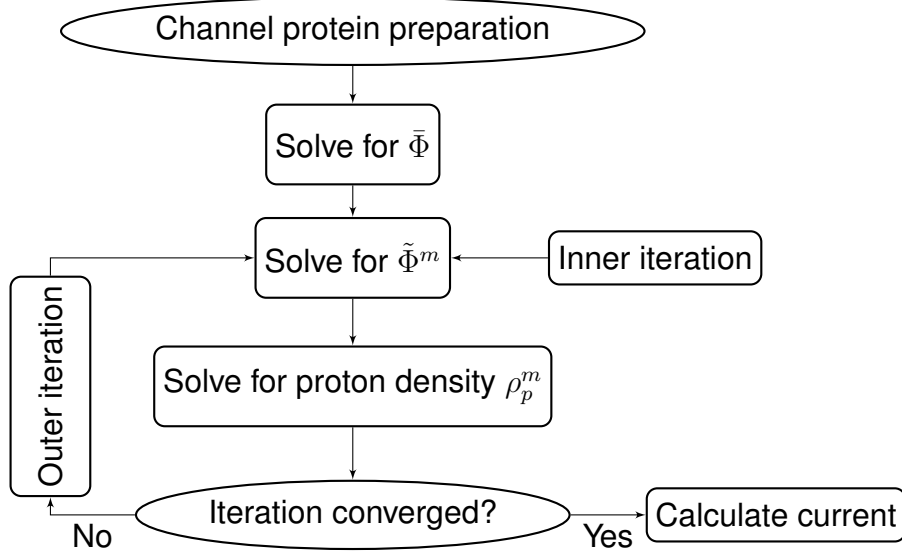 Channel protein preparation
Solve for Φ̄
Solve for Φ̃ᵐ
Inner iteration
Outer iteration
Solve for proton density ρₚᵐ
Iteration converged?
No
Yes
Calculate current